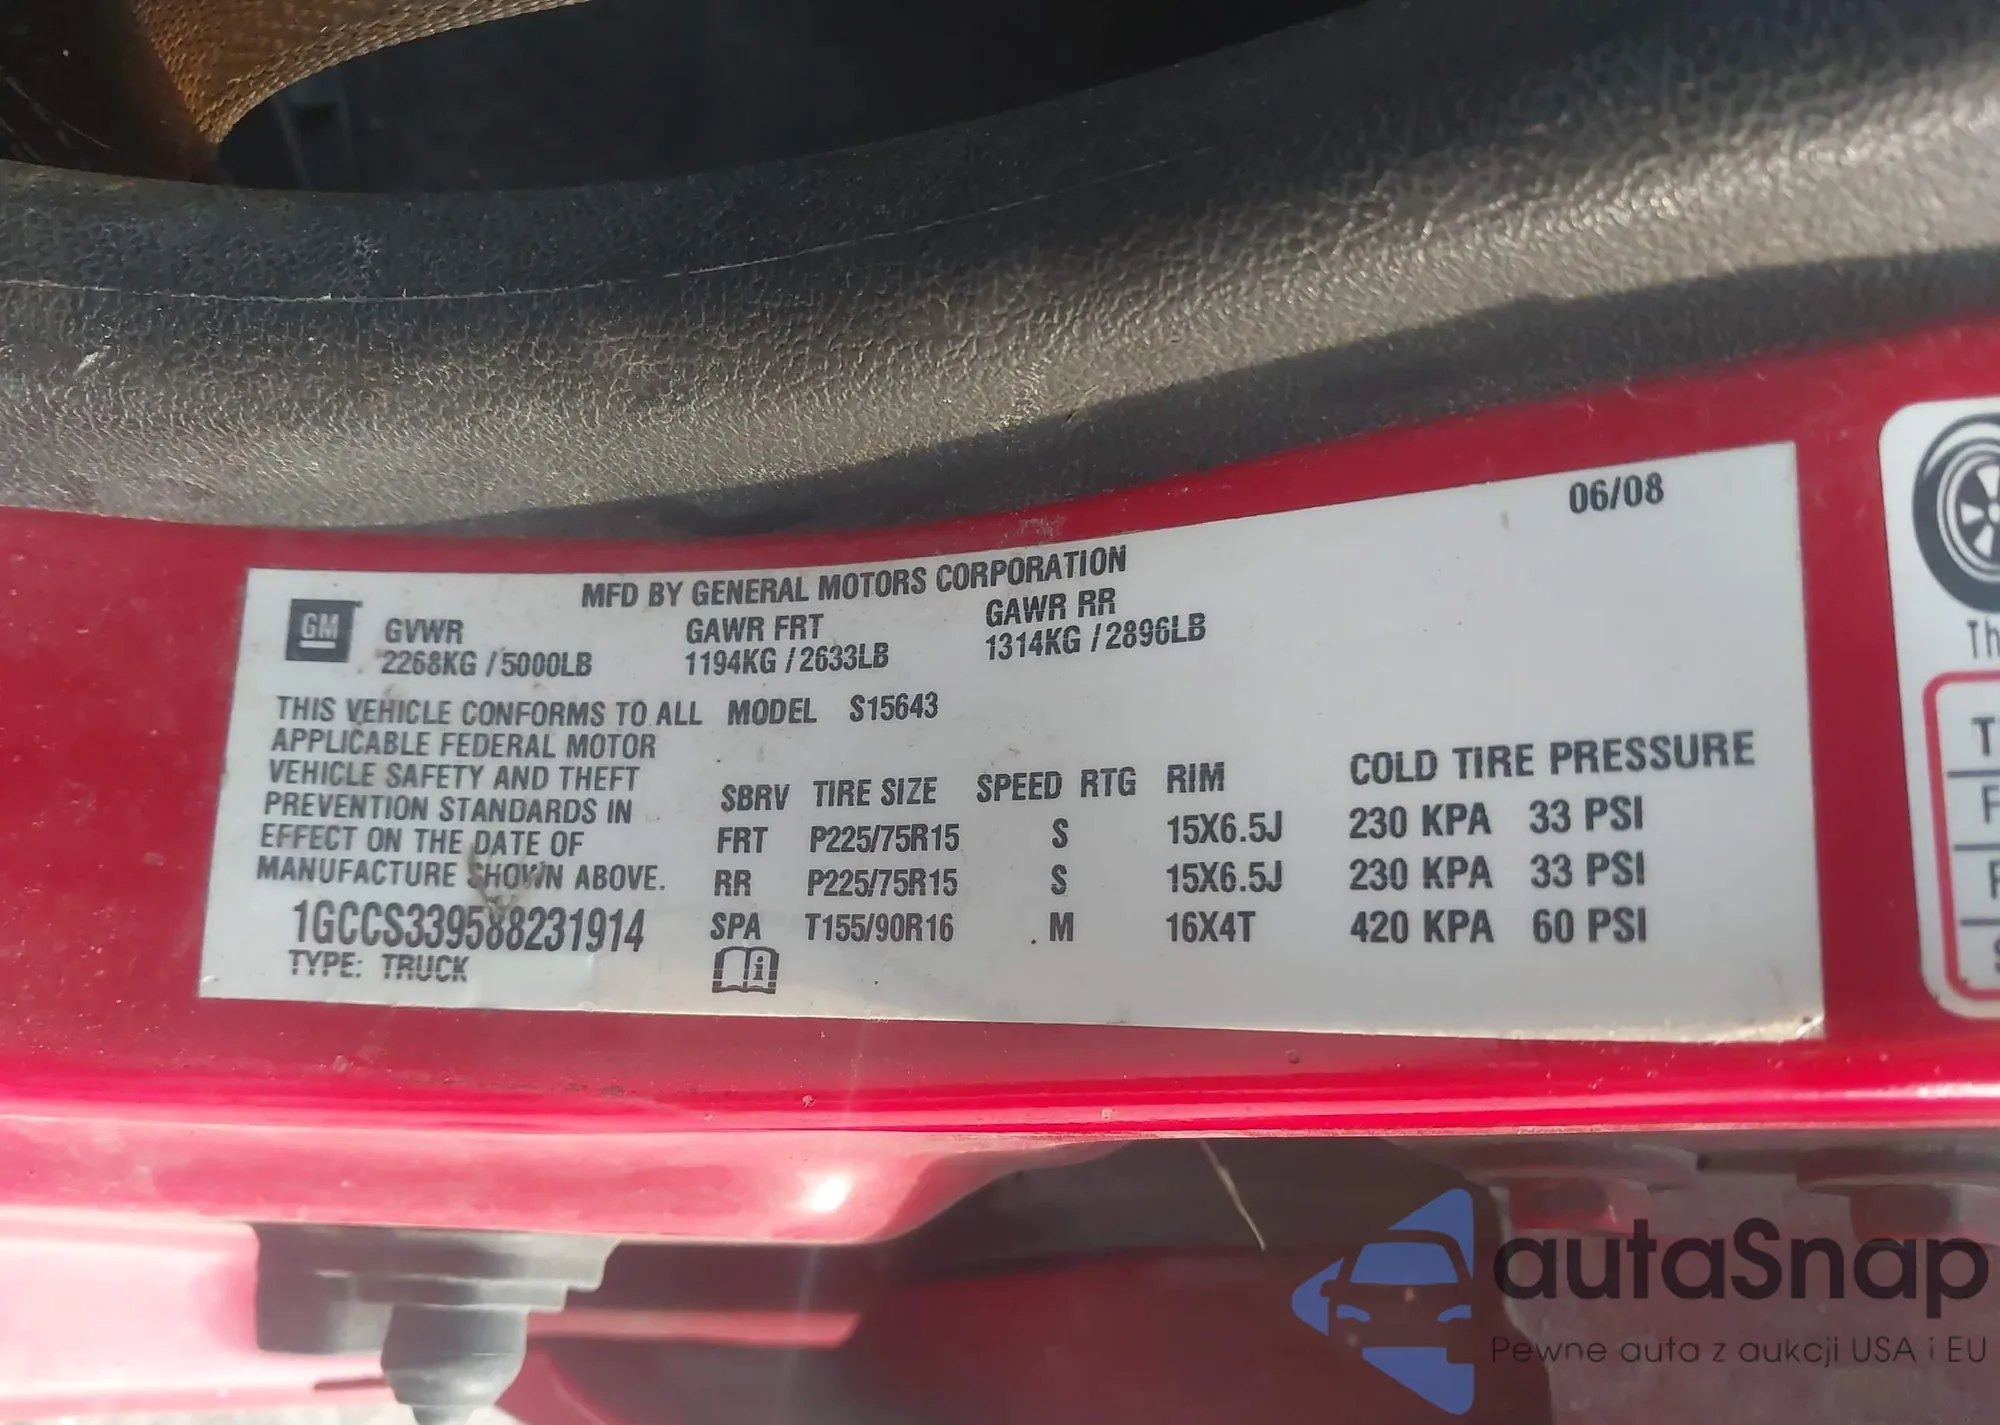 06/08
MFD BY GENERAL MOTORS CORPORATION
GM GVWR GAWR FRT GAWR RR
2268KG / 5000LB 1194KG / 2633LB 1314KG / 2896LB
THIS VEHICLE CONFORMS TO ALL MODEL S15643
APPLICABLE FEDERAL MOTOR
VEHICLE SAFETY AND THEFT
PREVENTION STANDARDS IN
EFFECT ON THE DATE OF
MANUFACTURE SHOWN ABOVE.
SBRV TIRE SIZE SPEED RTG RIM COLD TIRE PRESSURE
FRT P225/75R15 S 15X6.5J 230 KPA 33 PSI
RR P225/75R15 S 15X6.5J 230 KPA 33 PSI
SPA T155/90R16 M 16X4T 420 KPA 60 PSI
1GCCS339588231914
TYPE: TRUCK
autaSnap
Pewne auta z aukcji USA i EU